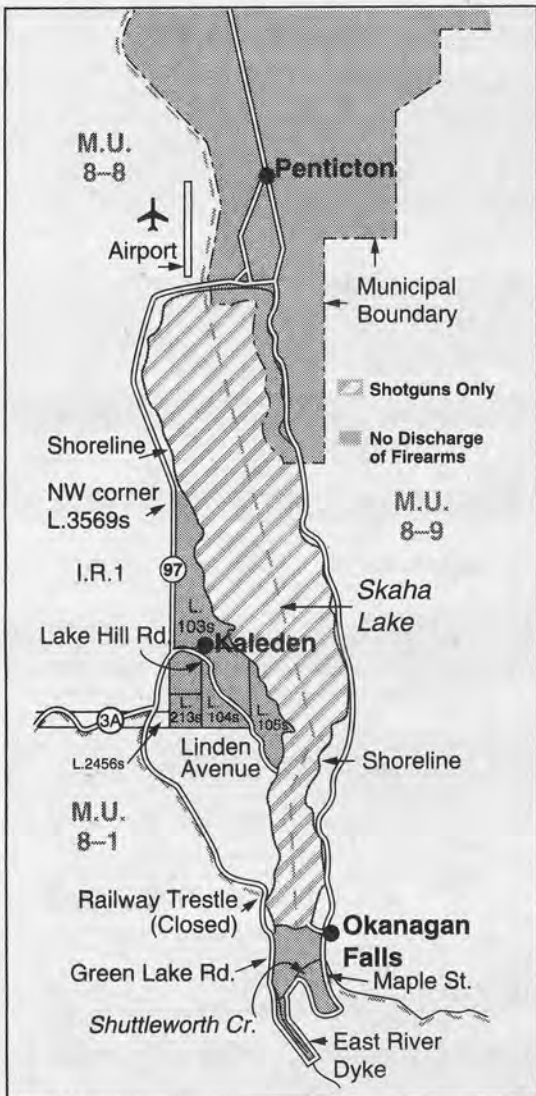 M.U.
8–8
Penticton
Airport
Municipal
Boundary
Shotguns Only
No Discharge
of Firearms
Shoreline
NW corner
L.3569s
M.U.
8–9
I.R.1
97
Skaha
Lake
L.
103s
Lake Hill Rd.
Kaleden
3A
L.
213s
L.
104s
L.
105s
L.2456s
Linden
Avenue
Shoreline
M.U.
8–1
Railway Trestle
(Closed)
Okanagan
Falls
Green Lake Rd.
Maple St.
Shuttleworth Cr.
East River
Dyke